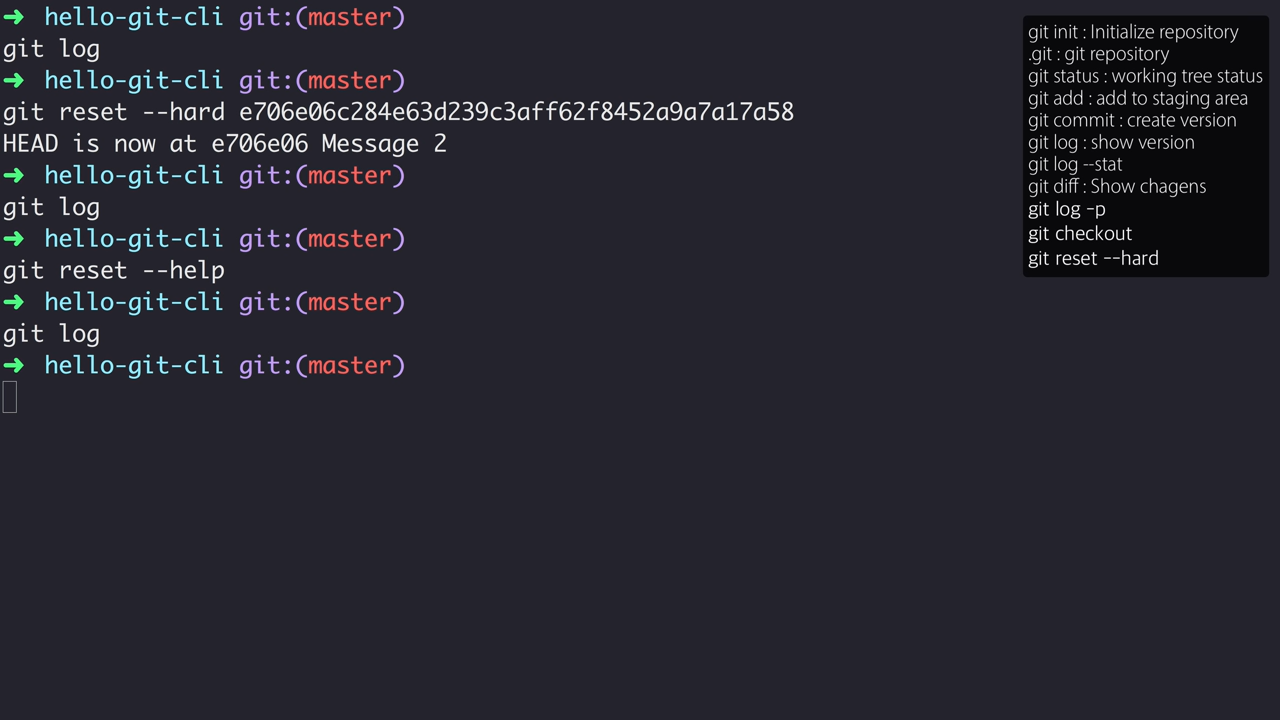 ➜ hello-git-cli git:(master)
git log
➜ hello-git-cli git:(master)
git reset --hard e706e06c284e63d239c3aff62f8452a9a7a17a58
HEAD is now at e706e06 Message 2
➜ hello-git-cli git:(master)
git log
➜ hello-git-cli git:(master)
git reset --help
➜ hello-git-cli git:(master)
git log
➜ hello-git-cli git:(master)
git init : Initialize repository
.git : git repository
git status : working tree status
git add : add to staging area
git commit : create version
git log : show version
git log --stat
git diff : Show chagens
git log -p
git checkout
git reset --hard